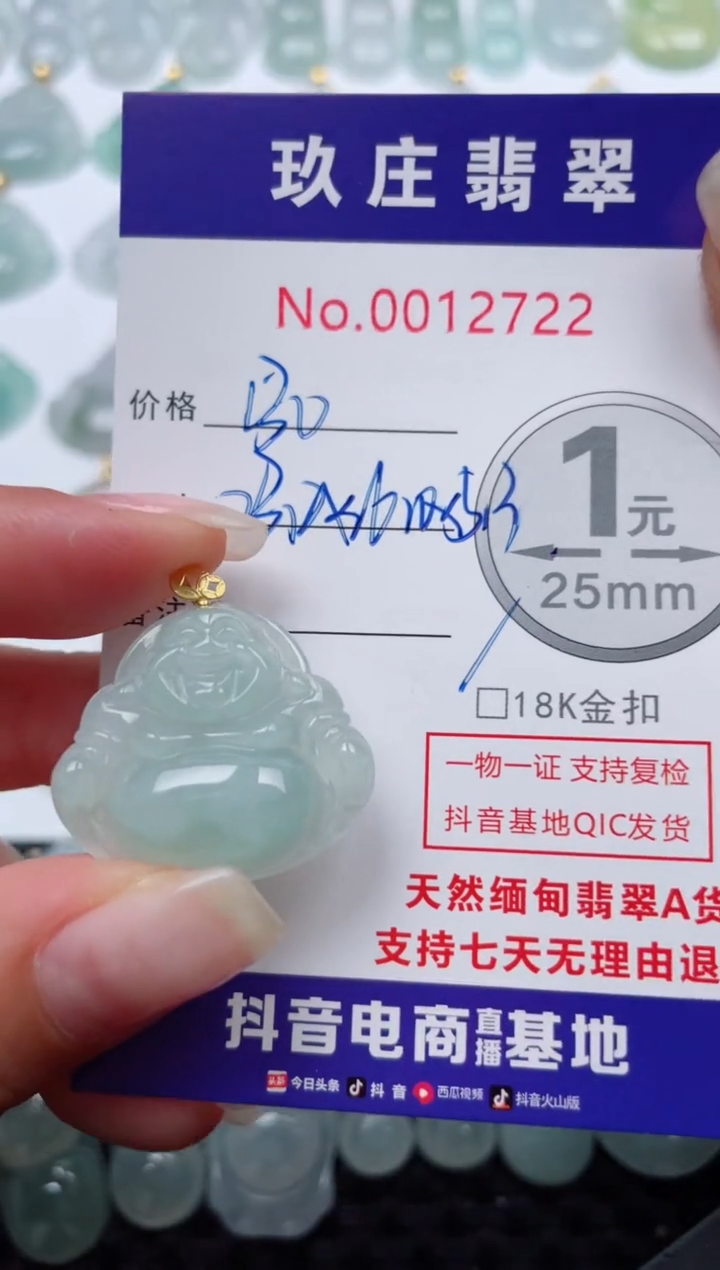 玖庄翡翠
No.0012722
价格
1元
25mm
□18K金扣
一物一证 支持复检
抖音基地QIC发货
天然缅甸翡翠A货
支持七天无理由退
抖音电商直播基地
今日头条 抖音 西瓜视频 抖音火山版